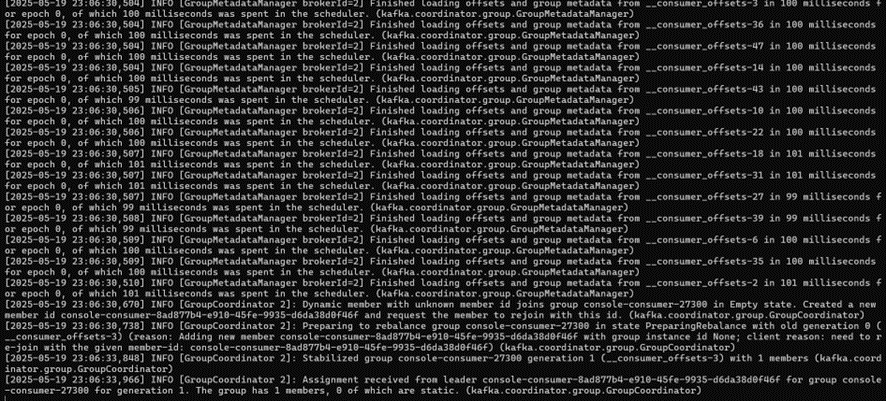 [2025-05-19 23:06:30,504] INFO [GroupMetadataManager brokerId=2] Finished loading offsets and group metadata from __consumer_offsets-3 in 100 milliseconds f
or epoch 0, of which 100 milliseconds was spent in the scheduler. (kafka.coordinator.group.GroupMetadataManager)
[2025-05-19 23:06:30,504] INFO [GroupMetadataManager brokerId=2] Finished loading offsets and group metadata from __consumer_offsets-36 in 100 milliseconds
for epoch 0, of which 100 milliseconds was spent in the scheduler. (kafka.coordinator.group.GroupMetadataManager)
[2025-05-19 23:06:30,504] INFO [GroupMetadataManager brokerId=2] Finished loading offsets and group metadata from __consumer_offsets-47 in 100 milliseconds
for epoch 0, of which 100 milliseconds was spent in the scheduler. (kafka.coordinator.group.GroupMetadataManager)
[2025-05-19 23:06:30,504] INFO [GroupMetadataManager brokerId=2] Finished loading offsets and group metadata from __consumer_offsets-14 in 100 milliseconds
for epoch 0, of which 100 milliseconds was spent in the scheduler. (kafka.coordinator.group.GroupMetadataManager)
[2025-05-19 23:06:30,505] INFO [GroupMetadataManager brokerId=2] Finished loading offsets and group metadata from __consumer_offsets-43 in 100 milliseconds
for epoch 0, of which 99 milliseconds was spent in the scheduler. (kafka.coordinator.group.GroupMetadataManager)
[2025-05-19 23:06:30,506] INFO [GroupMetadataManager brokerId=2] Finished loading offsets and group metadata from __consumer_offsets-10 in 100 milliseconds
for epoch 0, of which 100 milliseconds was spent in the scheduler. (kafka.coordinator.group.GroupMetadataManager)
[2025-05-19 23:06:30,506] INFO [GroupMetadataManager brokerId=2] Finished loading offsets and group metadata from __consumer_offsets-22 in 100 milliseconds
for epoch 0, of which 100 milliseconds was spent in the scheduler. (kafka.coordinator.group.GroupMetadataManager)
[2025-05-19 23:06:30,507] INFO [GroupMetadataManager brokerId=2] Finished loading offsets and group metadata from __consumer_offsets-18 in 101 milliseconds
for epoch 0, of which 101 milliseconds was spent in the scheduler. (kafka.coordinator.group.GroupMetadataManager)
[2025-05-19 23:06:30,507] INFO [GroupMetadataManager brokerId=2] Finished loading offsets and group metadata from __consumer_offsets-31 in 101 milliseconds
for epoch 0, of which 101 milliseconds was spent in the scheduler. (kafka.coordinator.group.GroupMetadataManager)
[2025-05-19 23:06:30,507] INFO [GroupMetadataManager brokerId=2] Finished loading offsets and group metadata from __consumer_offsets-27 in 99 milliseconds f
or epoch 0, of which 99 milliseconds was spent in the scheduler. (kafka.coordinator.group.GroupMetadataManager)
[2025-05-19 23:06:30,508] INFO [GroupMetadataManager brokerId=2] Finished loading offsets and group metadata from __consumer_offsets-39 in 99 milliseconds f
or epoch 0, of which 99 milliseconds was spent in the scheduler. (kafka.coordinator.group.GroupMetadataManager)
[2025-05-19 23:06:30,509] INFO [GroupMetadataManager brokerId=2] Finished loading offsets and group metadata from __consumer_offsets-6 in 100 milliseconds f
or epoch 0, of which 100 milliseconds was spent in the scheduler. (kafka.coordinator.group.GroupMetadataManager)
[2025-05-19 23:06:30,509] INFO [GroupMetadataManager brokerId=2] Finished loading offsets and group metadata from __consumer_offsets-35 in 100 milliseconds
for epoch 0, of which 100 milliseconds was spent in the scheduler. (kafka.coordinator.group.GroupMetadataManager)
[2025-05-19 23:06:30,510] INFO [GroupMetadataManager brokerId=2] Finished loading offsets and group metadata from __consumer_offsets-2 in 101 milliseconds f
or epoch 0, of which 101 milliseconds was spent in the scheduler. (kafka.coordinator.group.GroupMetadataManager)
[2025-05-19 23:06:30,670] INFO [GroupCoordinator 2]: Dynamic member with unknown member id joins group console-consumer-27300 in Empty state. Created a new
member id console-consumer-8ad877b4-e910-45fe-9935-d6da38d0f46f and request the member to rejoin with this id. (kafka.coordinator.group.GroupCoordinator)
[2025-05-19 23:06:30,738] INFO [GroupCoordinator 2]: Preparing to rebalance group console-consumer-27300 in state PreparingRebalance with old generation 0 (
__consumer_offsets-3) (reason: Adding new member console-consumer-8ad877b4-e910-45fe-9935-d6da38d0f46f with group instance id None; client reason: need to r
e-join with the given member-id: console-consumer-8ad877b4-e910-45fe-9935-d6da38d0f46f) (kafka.coordinator.group.GroupCoordinator)
[2025-05-19 23:06:33,848] INFO [GroupCoordinator 2]: Stabilized group console-consumer-27300 generation 1 (__consumer_offsets-3) with 1 members (kafka.coord
inator.group.GroupCoordinator)
[2025-05-19 23:06:33,966] INFO [GroupCoordinator 2]: Assignment received from leader console-consumer-8ad877b4-e910-45fe-9935-d6da38d0f46f for group console
-consumer-27300 for generation 1. The group has 1 members, 0 of which are static. (kafka.coordinator.group.GroupCoordinator)